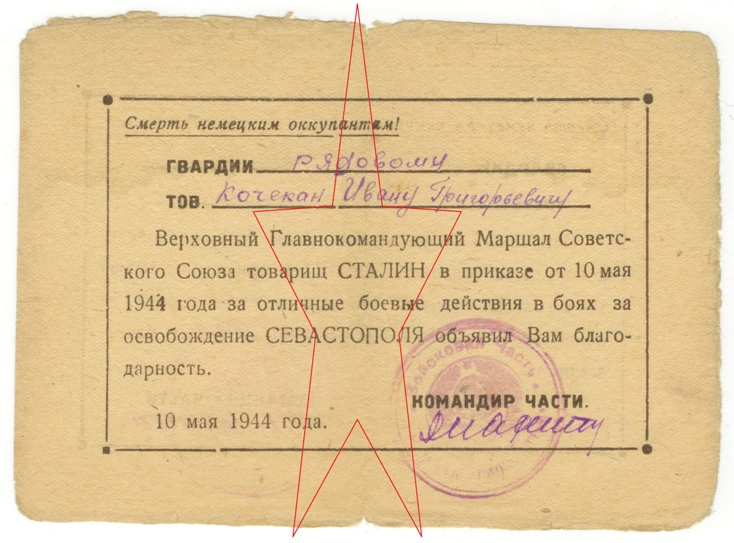 Смерть немецким оккупантам!
ГВАРДИИ рядовому
ТОВ. Кочекан Ивану Григорьевичу
Верховный Главнокомандующий Маршал Советс-
кого Союза товарищ СТАЛИН в приказе от 10 мая
1944 года за отличные боевые действия в боях за
освобождение СЕВАСТОПОЛЯ объявил Вам благо-
дарность.
Войсковая Часть
КОМАНДИР ЧАСТИ.
10 мая 1944 года.